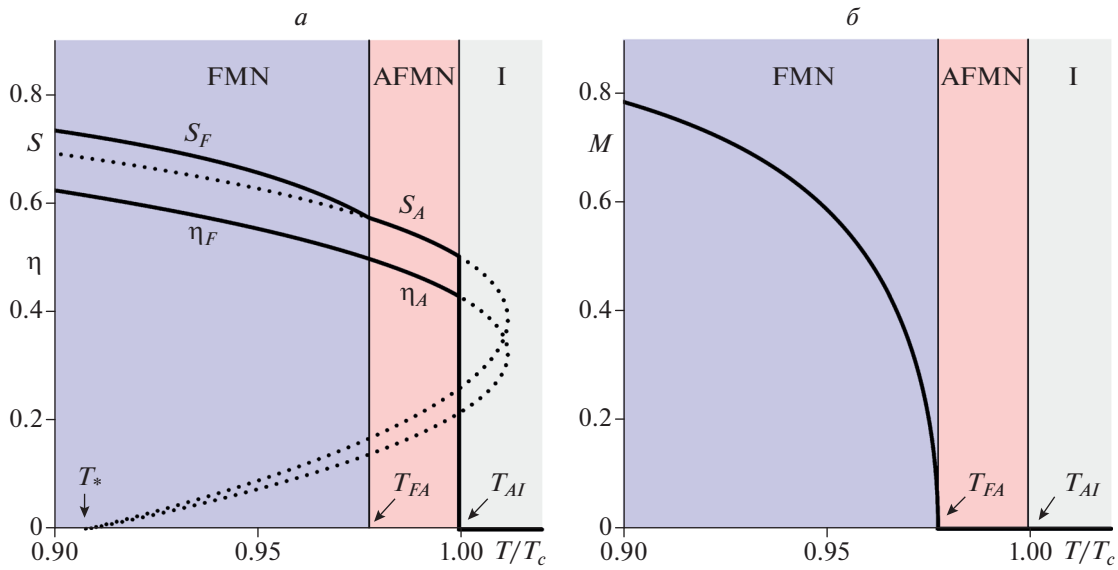 а
FMN AFMN I
0.8
S
S_F
0.6
S_A
η_F
η
η_A
0.4
0.2
T_*
T_FA
T_AI
0
0.90 0.95 1.00 T/T_c
б
FMN AFMN I
0.8
M
0.6
0.4
0.2
T_FA
T_AI
0
0.90 0.95 1.00 T/T_c